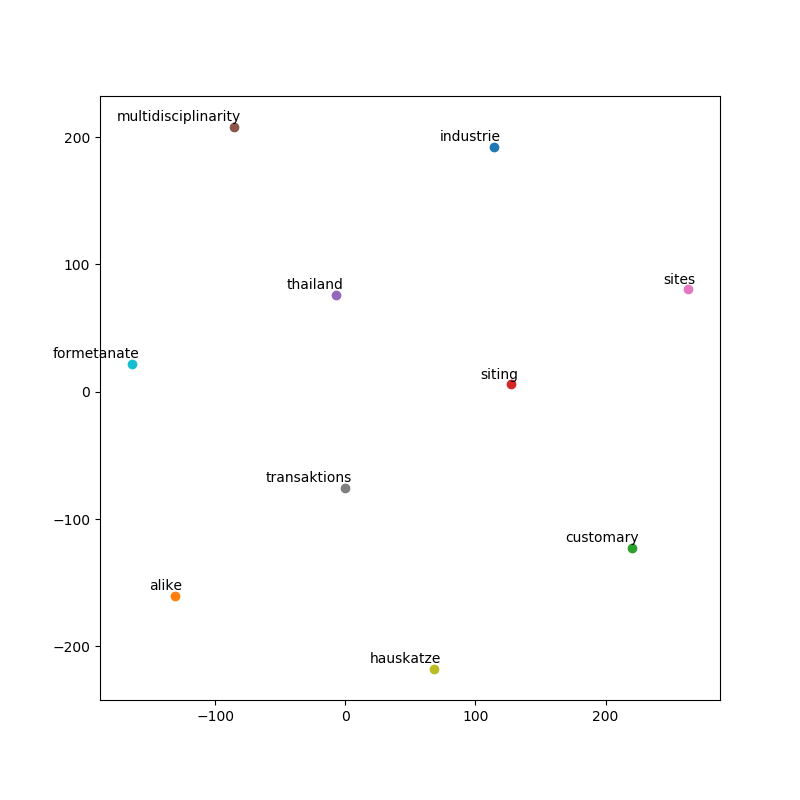 multidisciplinarity
industrie
200
thailand
sites
100
formetanate
siting
0
transaktions
−100
customary
alike
−200
hauskatze
−100 0 100 200